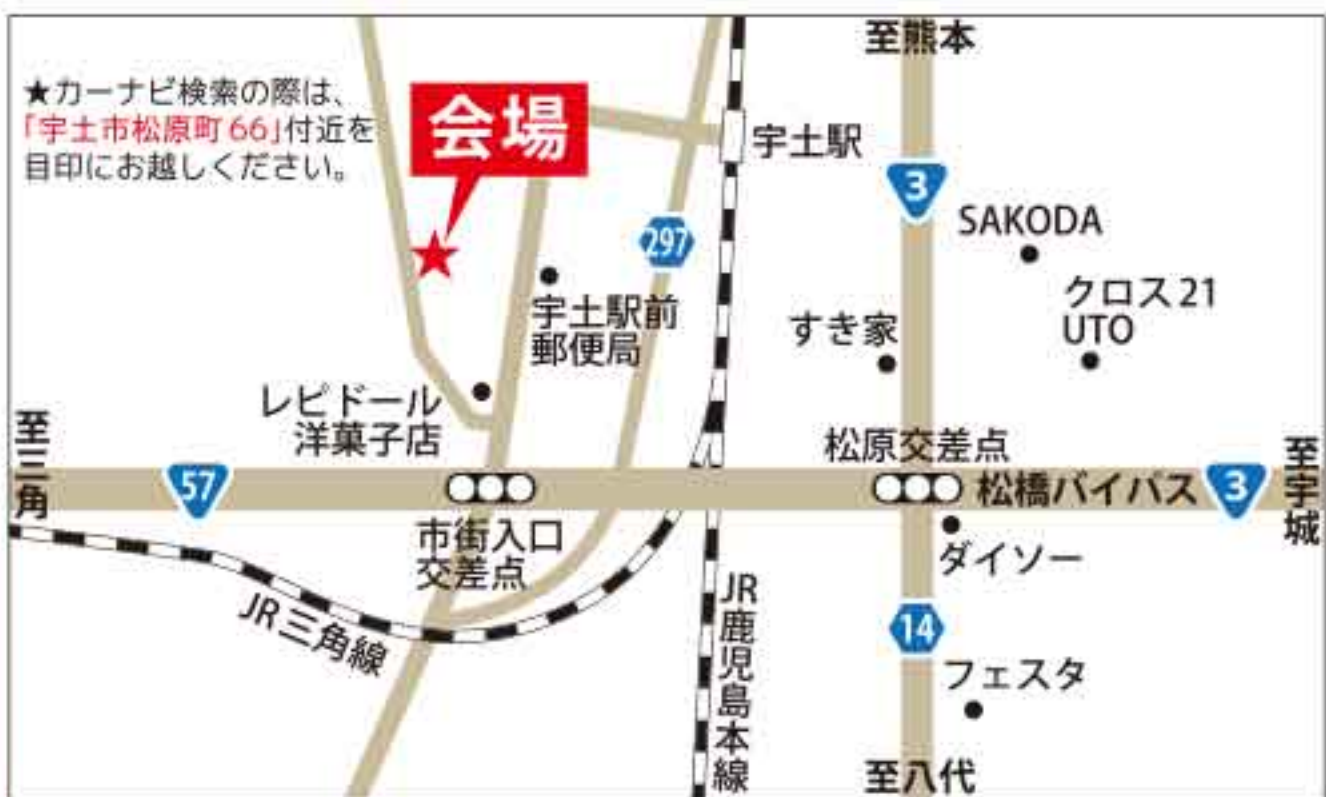 至熊本
★カーナビ検索の際は、
「宇土市松原町66」付近を
目印にお越しください。
会場
宇土駅
3
SAKODA
297
クロス21
UTO
宇土駅前
郵便局
すき家
レピドール
洋菓子店
松原交差点
至三角
57
松橋バイパス
3
至宇城
市街入口
交差点
ダイソー
JR三角線
JR鹿児島本線
14
フェスタ
至八代